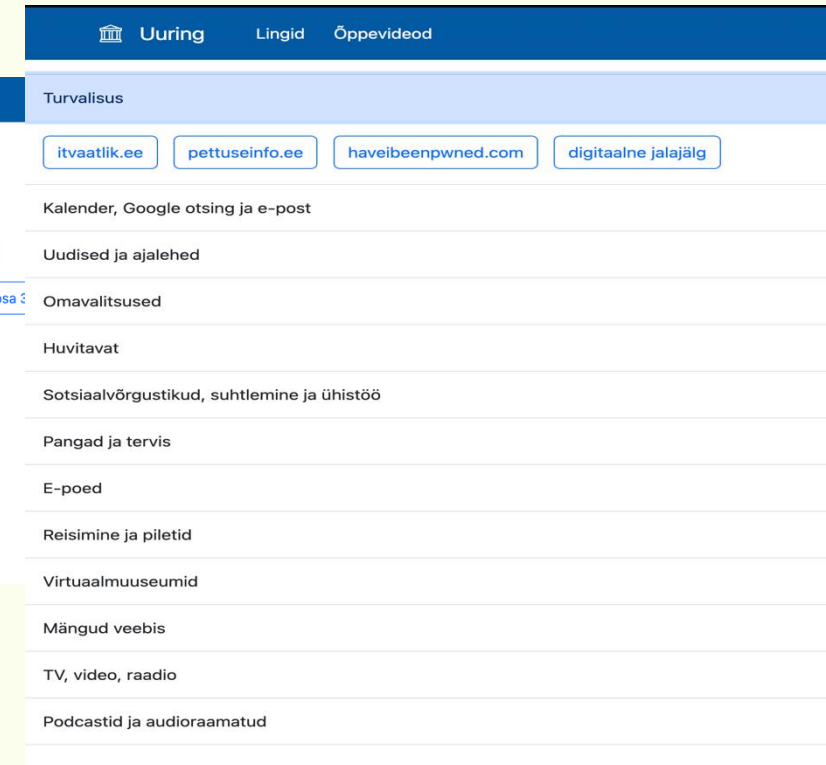 Uuring Lingid Õppevideod
Turvalisus
itvaatlik.ee pettuseinfo.ee haveibeenpwned.com digitaalne jalajälg
Kalender, Google otsing ja e-post
Uudised ja ajalehed
Omavalitsused
Huvitavat
Sotsiaalvõrgustikud, suhtlemine ja ühistöö
Pangad ja tervis
E-poed
Reisimine ja piletid
Virtuaalmuuseumid
Mängud veebis
TV, video, raadio
Podcastid ja audioraamatud